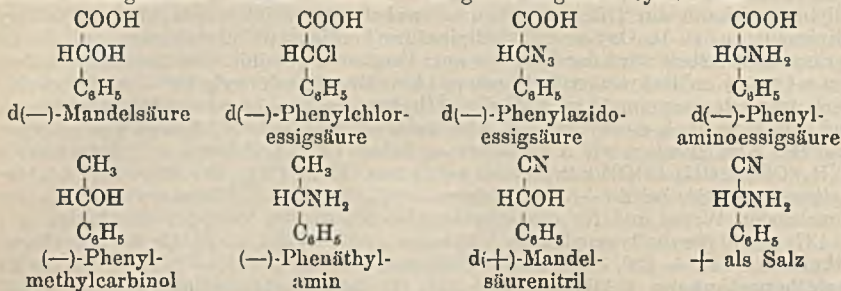 COOH COOH COOH COOH
HCOH HCCl HCN₃ HCNH₂
C₆H₅ C₆H₅ C₆H₅ C₆H₅
d(—)-Mandelsäure d(—)-Phenylchlor- d(—)-Phenylazido- d(—)-Phenyl-
essigsäure essigsäure aminoessigsäure
CH₃ CH₃ CN CN
HCOH HCNH₂ HCOH HCNH₂
C₆H₅ C₆H₅ C₆H₅ C₆H₅
(—)-Phenyl- (—)-Phenäthyl- d(+)-Mandel- + als Salz
methylcarbinol amin säurenitril